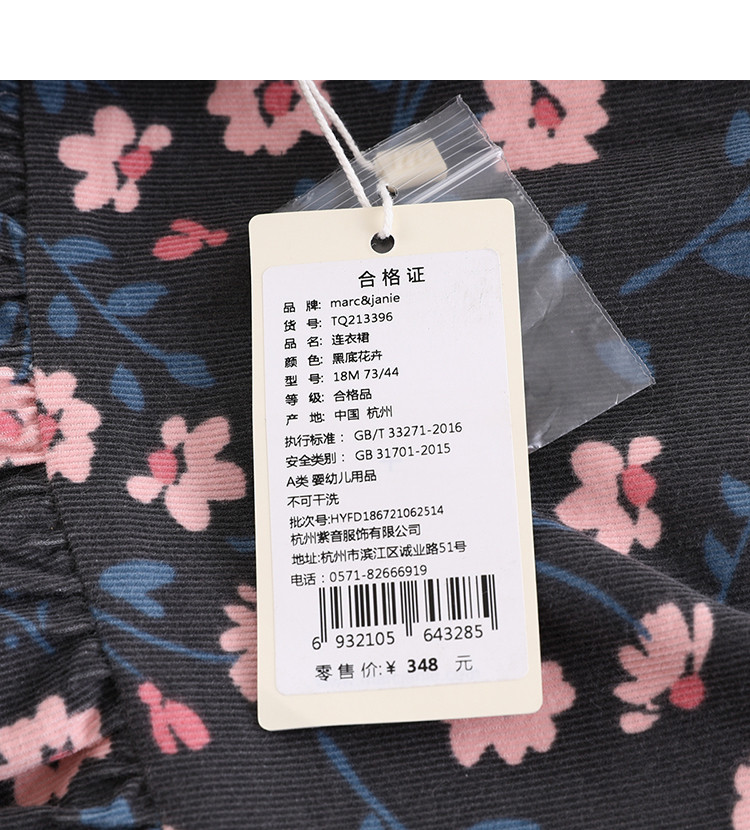 合格证
品 牌: marc&janie
货 号: TQ213396
品 名: 连衣裙
颜 色: 黑底花卉
型 号: 18M 73/44
等 级: 合格品
产 地: 中国 杭州
执行标准： GB/T 33271-2016
安全类别： GB 31701-2015
A类 婴幼儿用品
不可干洗
批次号:HYFD186721062514
杭州紫音服饰有限公司
地址:杭州市滨江区诚业路51号
电话：0571-82666919
6 932105 643285
零售价:¥ 348 元